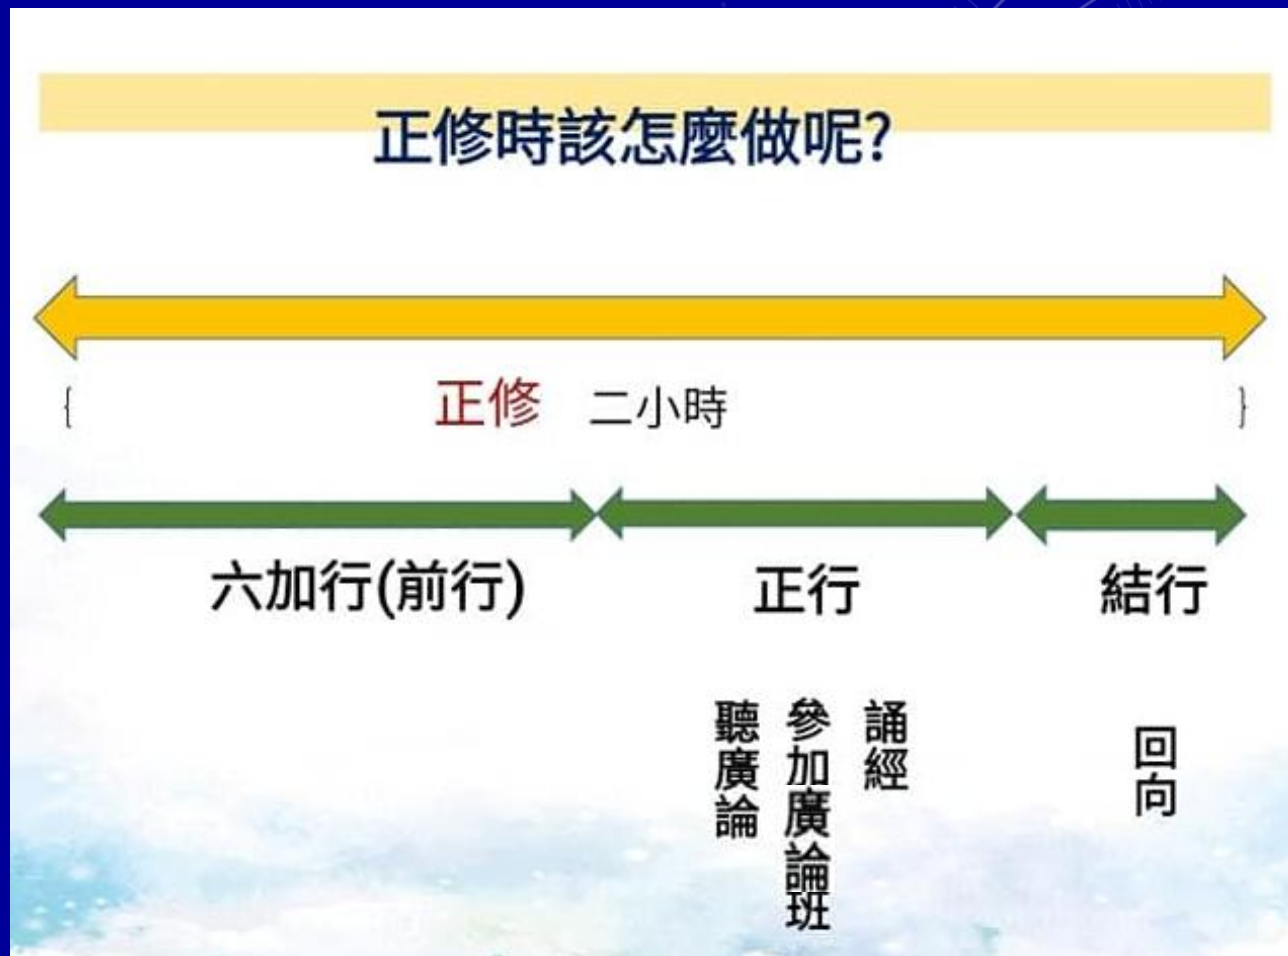 正修時該怎麼做呢?
{ 正修 二小時 }
六加行(前行) 正行 結行
誦經
參加廣論班
聽廣論
回向